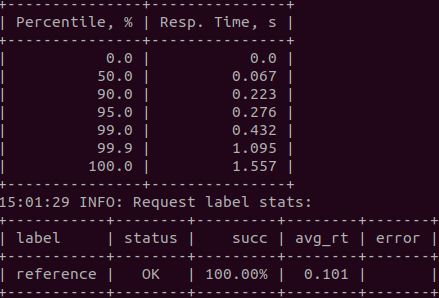 +---------------+---------------+
| Percentile, % | Resp. Time, s |
+---------------+---------------+
|           0.0 |           0.0 |
|          50.0 |         0.067 |
|          90.0 |         0.223 |
|          95.0 |         0.276 |
|          99.0 |         0.432 |
|          99.9 |         1.095 |
|         100.0 |         1.557 |
+---------------+---------------+
15:01:29 INFO: Request label stats:
+-----------+--------+---------+--------+-------+
| label     | status |    succ | avg_rt | error |
+-----------+--------+---------+--------+-------+
| reference |   OK   | 100.00% |  0.101 |       |
+-----------+--------+---------+--------+-------+